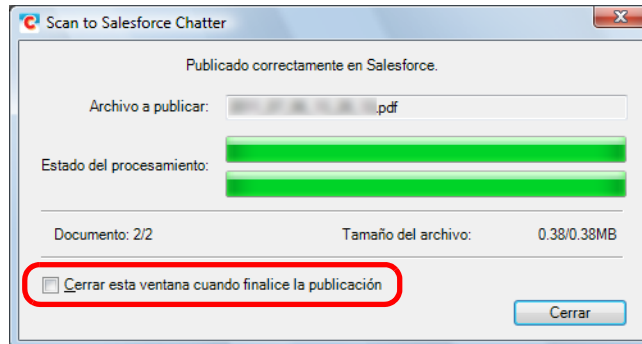 Scan to Salesforce Chatter
Publicado correctamente en Salesforce.
Archivo a publicar: .pdf
Estado del procesamiento:
Documento: 2/2 Tamaño del archivo: 0.38/0.38MB
Cerrar esta ventana cuando finalice la publicación
Cerrar